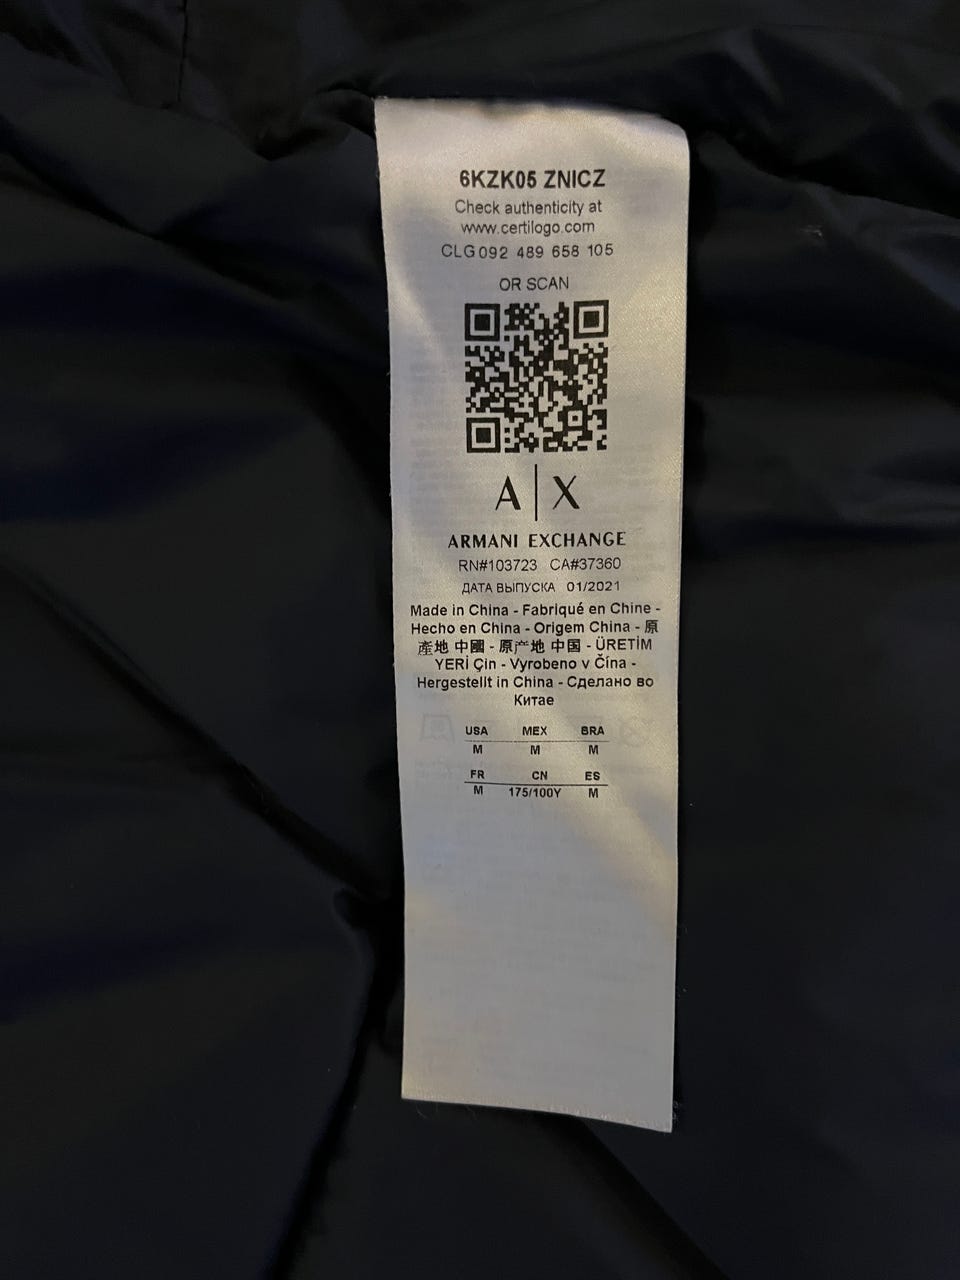 6KZK05 ZNICZ
Check authenticity at
www.certilogo.com
CLG092 489 658 105
OR SCAN
A|X
ARMANI EXCHANGE
RN#103723 CA#37360
ДАТА ВЫПУСКА 01/2021
Made in China - Fabriqué en Chine -
Hecho en China - Origem China - 原
產地 中國 - 原产地 中国 - ÜRETİM
YERİ Çin - Vyrobeno v Čína -
Hergestellt in China - Сделано во
Китае
USA MEX BRA
M M M
FR CN ES
M 175/100Y M